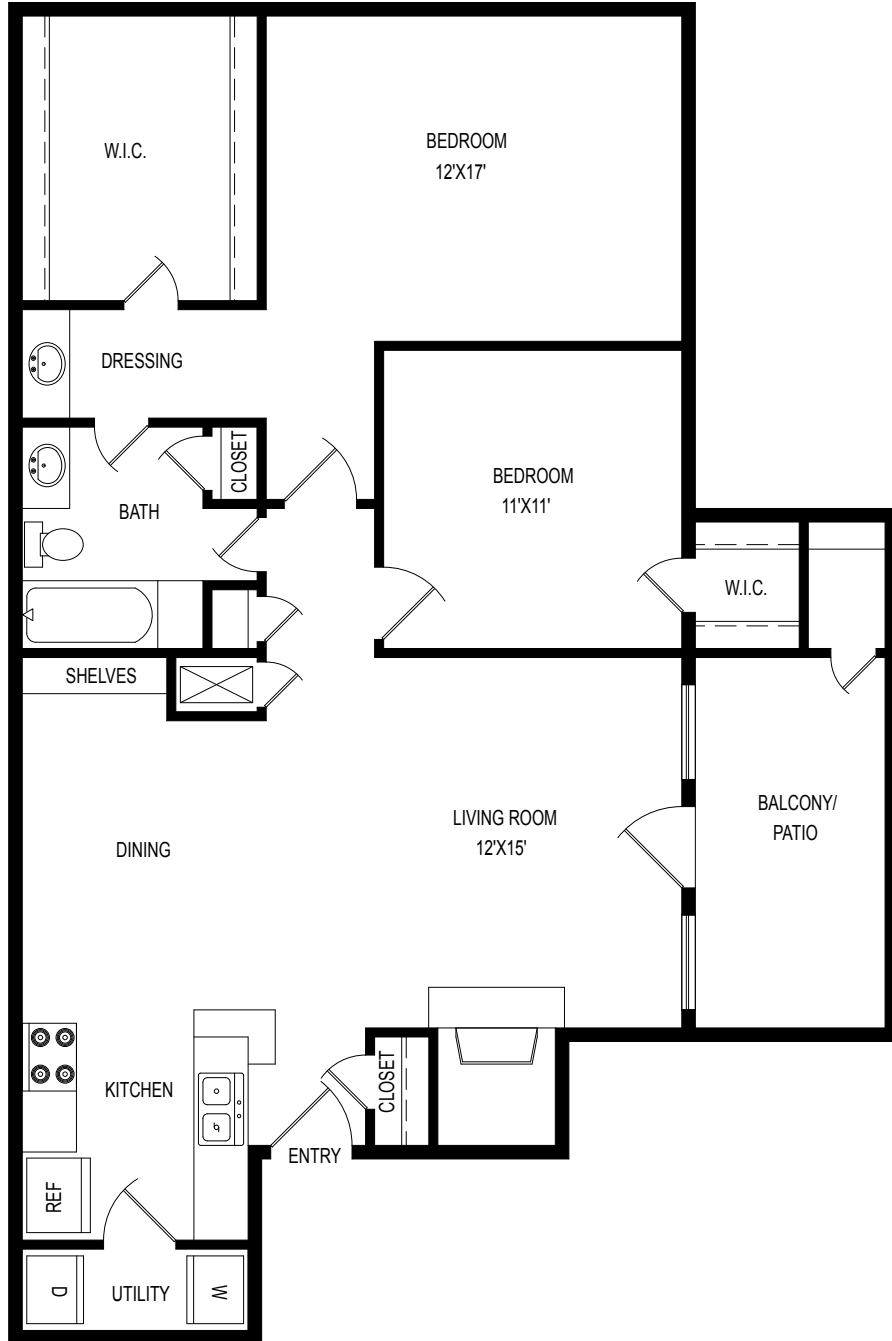 W.I.C.
BEDROOM
12'X17'
DRESSING
CLOSET
BEDROOM
11'X11'
BATH
W.I.C.
SHELVES
LIVING ROOM
12'X15'
BALCONY/
PATIO
DINING
KITCHEN
CLOSET
ENTRY
REF
D
UTILITY
W